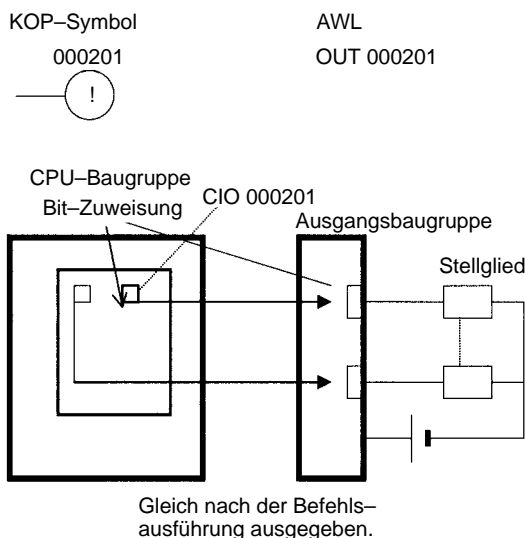 KOP–Symbol
AWL
000201
OUT 000201
!
CPU–Baugruppe
Bit–Zuweisung
CIO 000201
Ausgangsbaugruppe
Stellglied
Gleich nach der Befehls–
ausführung ausgegeben.